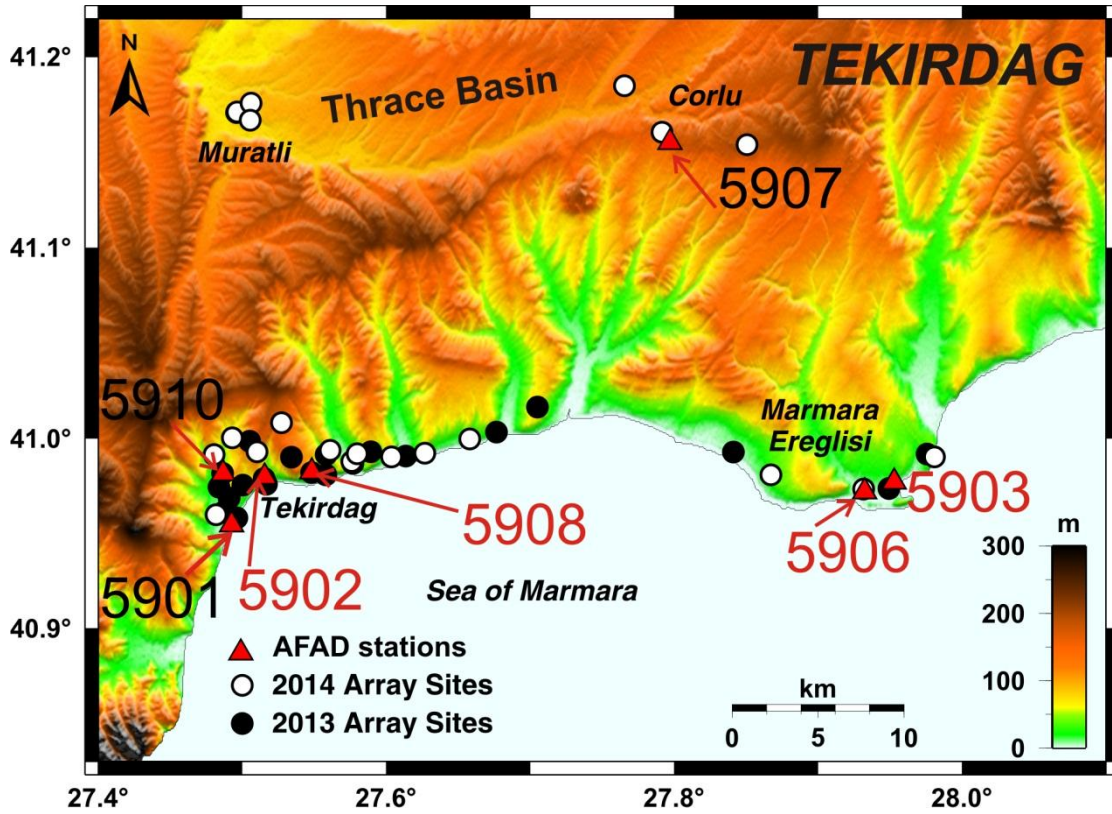 N
TEKIRDAG
Thrace Basin
Corlu
Muratli
5907
5910
Marmara
Ereglisi
Tekirdag
5903
5908
5906
5901
5902
Sea of Marmara
AFAD stations
2014 Array Sites
2013 Array Sites
km
0 5 10
m
300
200
100
0
41.2°
41.1°
41.0°
40.9°
27.4° 27.6° 27.8° 28.0°